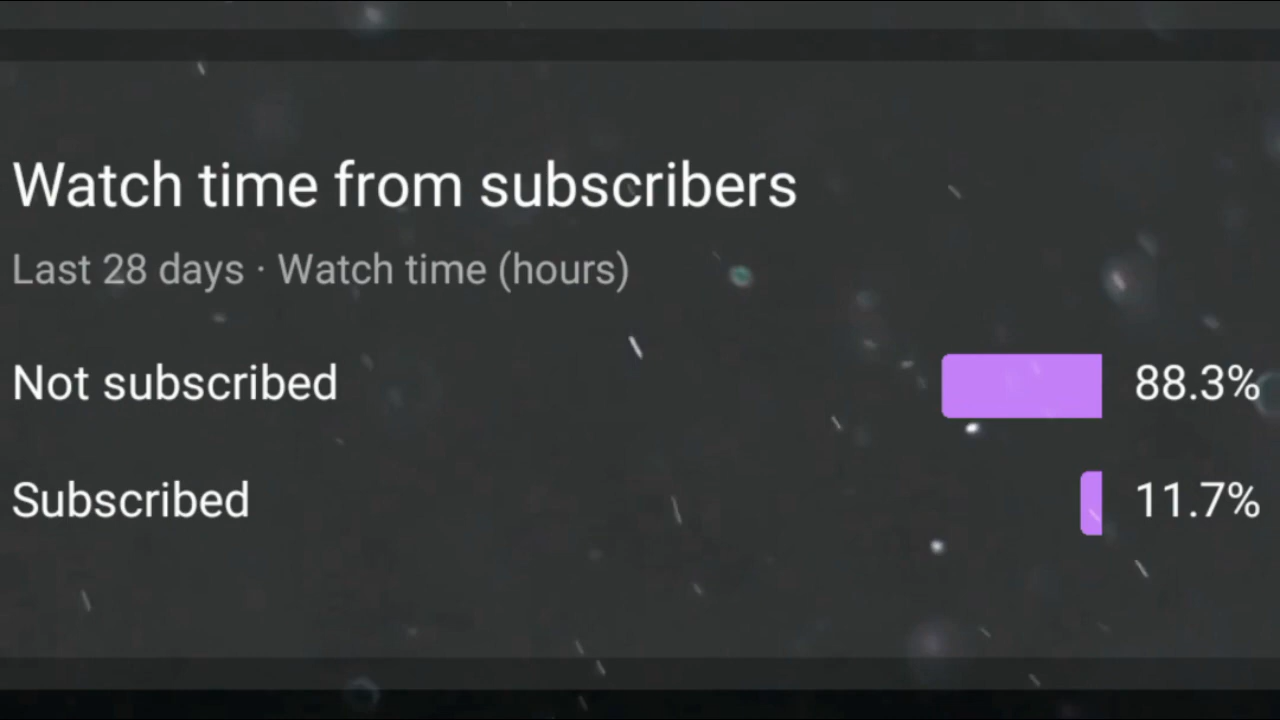 Watch time from subscribers
Last 28 days · Watch time (hours)
Not subscribed 88.3%
Subscribed 11.7%